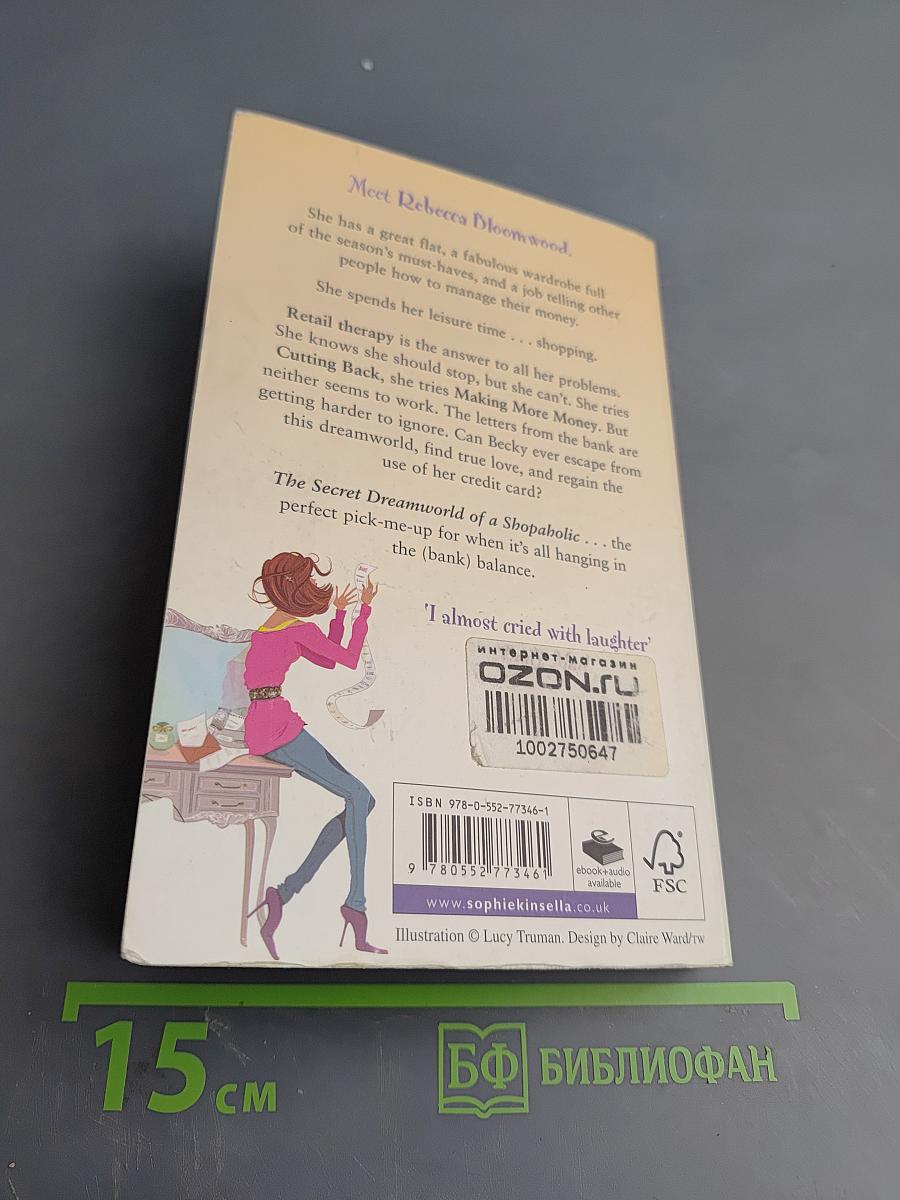 Meet Rebecca Bloomwood.
She has a great flat, a fabulous wardrobe full
of the season's must-haves, and a job telling other
people how to manage their money.
She spends her leisure time . . . shopping.
Retail therapy is the answer to all her problems.
She knows she should stop, but she can't. She tries
Cutting Back, she tries Making More Money. But
neither seems to work. The letters from the bank are
getting harder to ignore. Can Becky ever escape from
this dreamworld, find true love, and regain the
use of her credit card?
The Secret Dreamworld of a Shopaholic . . . the
perfect pick-me-up for when it's all hanging in
the (bank) balance.
'I almost cried with laughter'
интернет-магазин
OZON.ru
1002750647
ISBN 978-0-552-77346-1
9 780552 773461
ebook+audio
available
FSC
www.sophiekinsella.co.uk
Illustration © Lucy Truman. Design by Claire Ward/TW
15 см
БФ БИБЛИОФАН